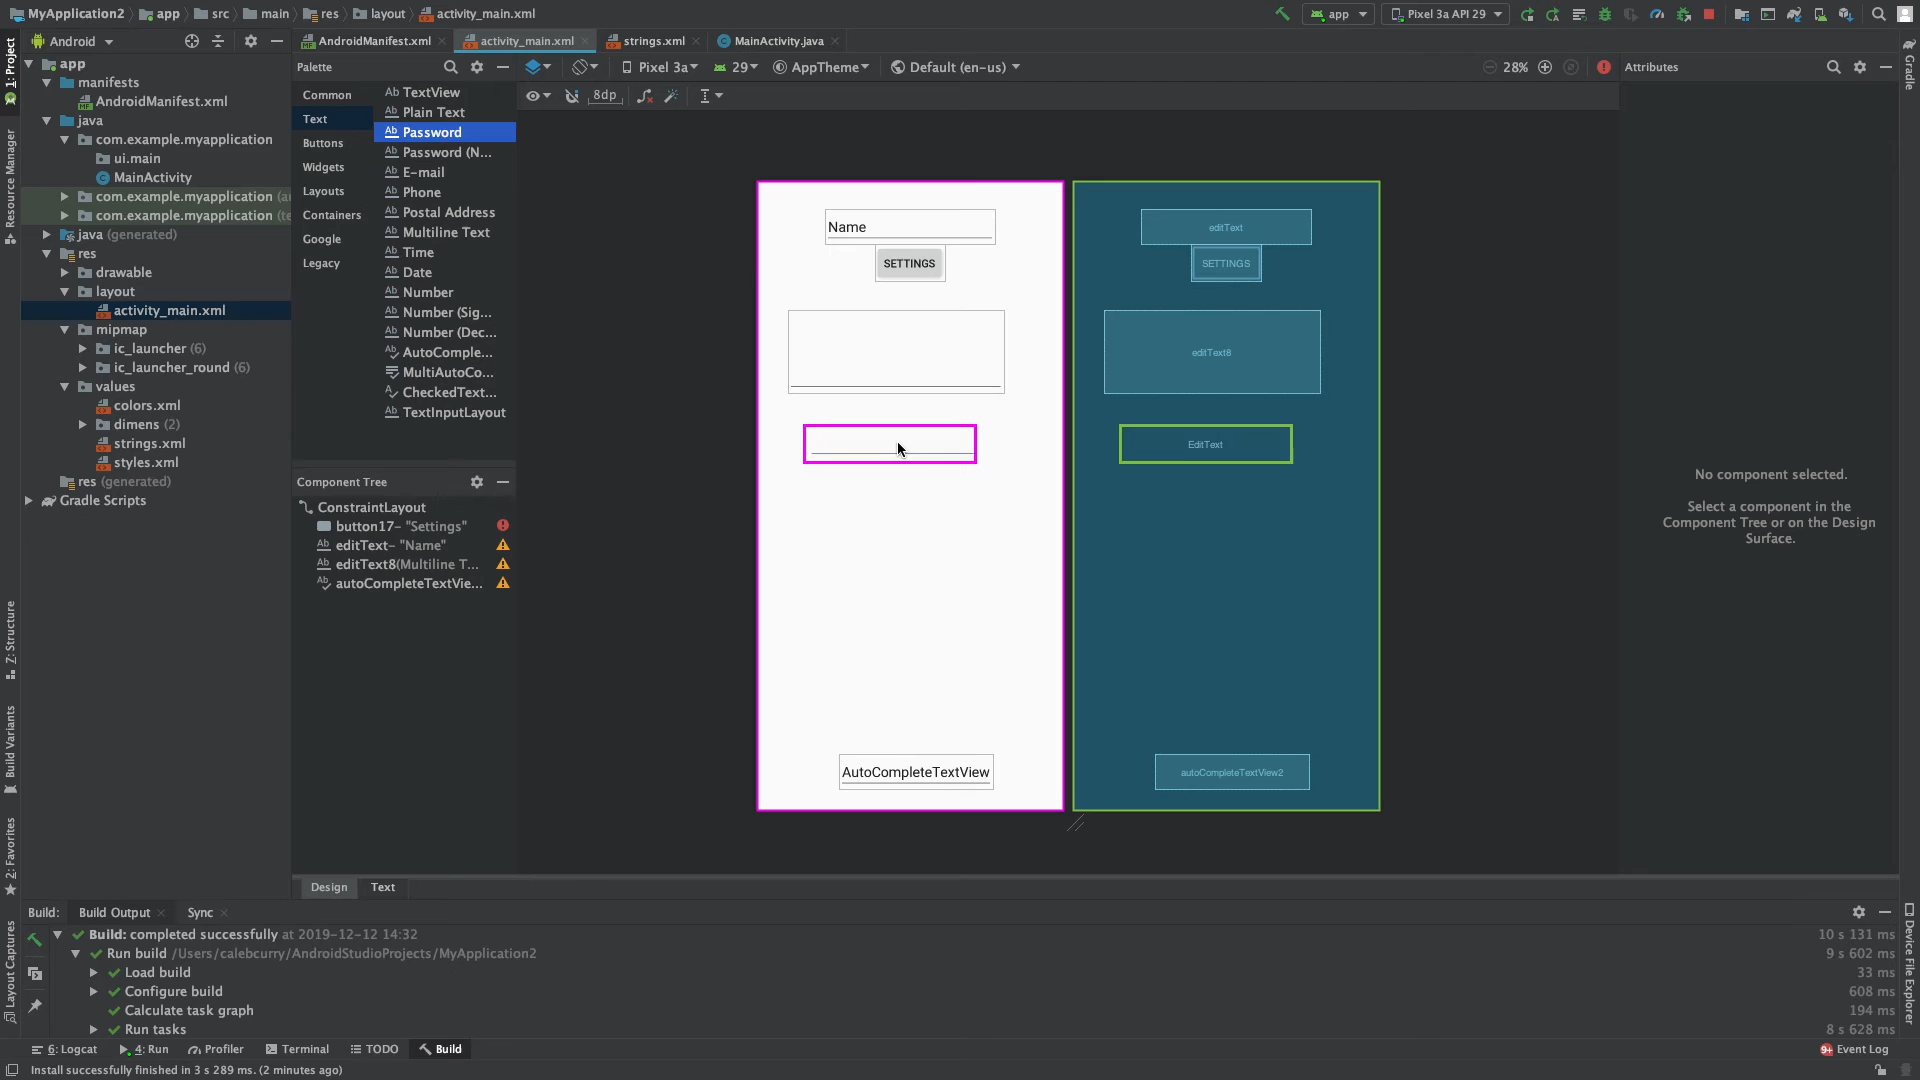 MyApplication2 app src main res layout activity_main.xml
app Pixel 3a API 29
1: Project
Resource Manager
Z: Structure
Build Variants
2: Favorites
Layout Captures
Android
app
manifests
AndroidManifest.xml
java
com.example.myapplication
ui.main
MainActivity
com.example.myapplication (a
com.example.myapplication (te
java (generated)
res
drawable
layout
activity_main.xml
mipmap
ic_launcher (6)
ic_launcher_round (6)
values
colors.xml
dimens (2)
strings.xml
styles.xml
res (generated)
Gradle Scripts
AndroidManifest.xml activity_main.xml strings.xml MainActivity.java
Palette
Common
Text
Buttons
Widgets
Layouts
Containers
Google
Legacy
Ab TextView
Ab Plain Text
Ab Password
Ab Password (N...
Ab E-mail
Ab Phone
Ab Postal Address
Ab Multiline Text
Ab Time
Ab Date
Ab Number
Ab Number (Sig...
Ab Number (Dec...
Ab AutoComple...
MultiAutoCo...
A CheckedText...
Ab TextInputLayout
Component Tree
ConstraintLayout
button17- "Settings"
Ab editText- "Name"
Ab editText8(Multiline T...
Ab autoCompleteTextVie...
Pixel 3a 29 AppTheme Default (en-us) 28%
8dp
Name
SETTINGS
AutoCompleteTextView
editText
SETTINGS
editText8
EditText
autoCompleteTextView2
Attributes
No component selected.
Select a component in the
Component Tree or on the Design
Surface.
Gradle
Device File Explorer
Design Text
Build: Build Output Sync
Build: completed successfully at 2019-12-12 14:32 10 s 131 ms
Run build /Users/calebcurry/AndroidStudioProjects/MyApplication2 9 s 602 ms
Load build 33 ms
Configure build 608 ms
Calculate task graph 194 ms
Run tasks 8 s 628 ms
6: Logcat 4: Run Profiler Terminal TODO Build 9+ Event Log
Install successfully finished in 3 s 289 ms. (2 minutes ago)